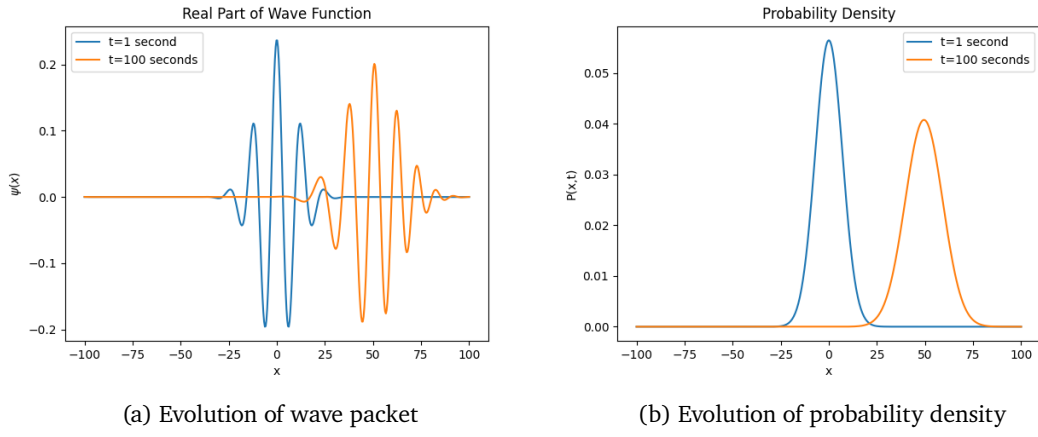 Real Part of Wave Function
t=1 second
t=100 seconds
0.2
0.1
0.0
−0.1
−0.2
ψ(x)
−100 −75 −50 −25 0 25 50 75 100
x
(a) Evolution of wave packet
Probability Density
t=1 second
t=100 seconds
0.05
0.04
0.03
0.02
0.01
0.00
P(x,t)
−100 −75 −50 −25 0 25 50 75 100
x
(b) Evolution of probability density